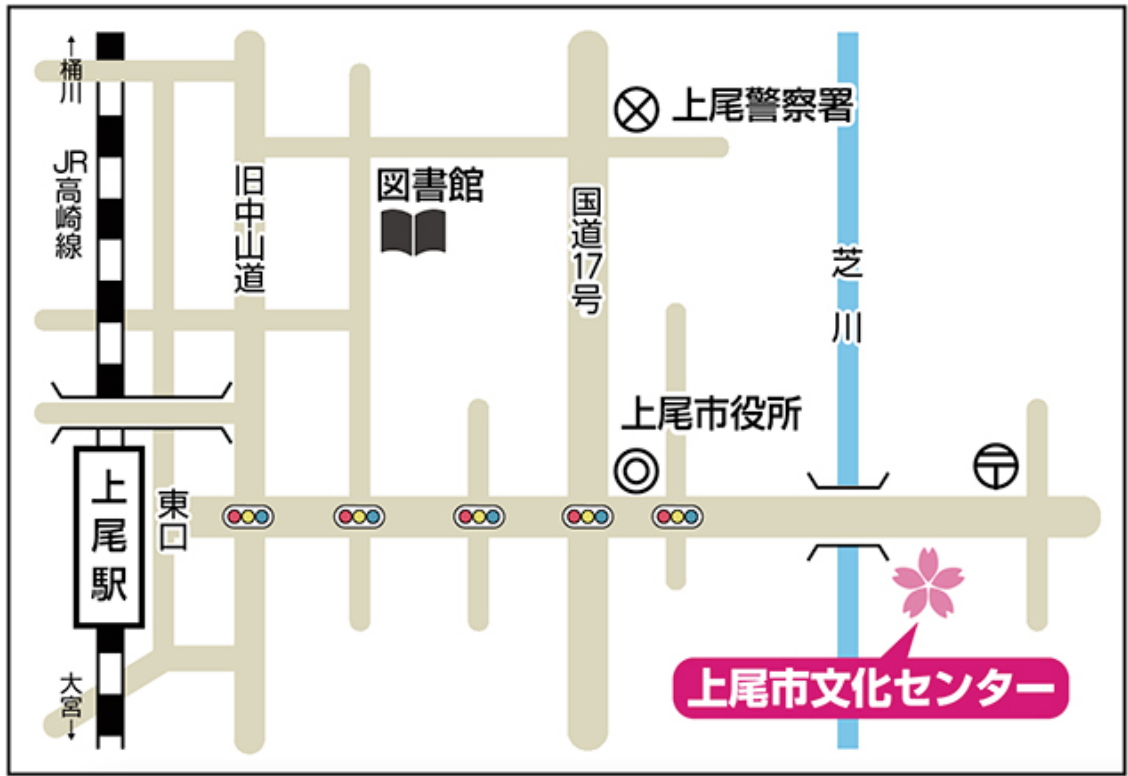 ↑桶川
JR高崎線
旧中山道
図書館
国道17号
上尾警察署
芝川
上尾市役所
上尾駅
東口
大宮↓
上尾市文化センター